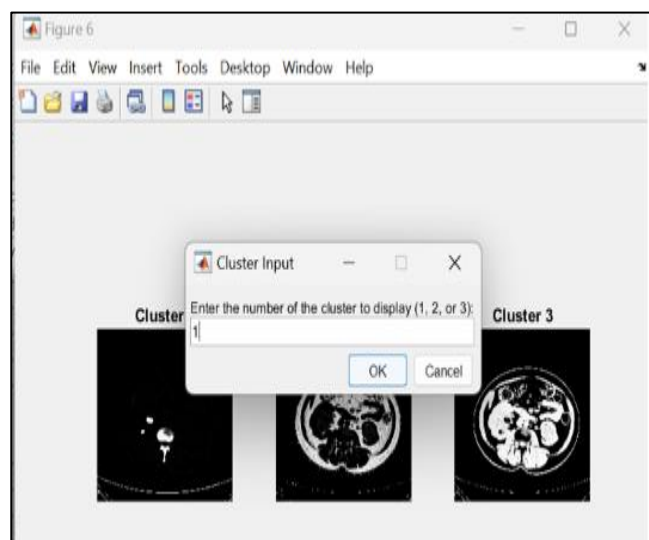 Figure 6
File Edit View Insert Tools Desktop Window Help
Cluster Input
Enter the number of the cluster to display (1, 2, or 3):
1
OK Cancel
Cluster
Cluster 3